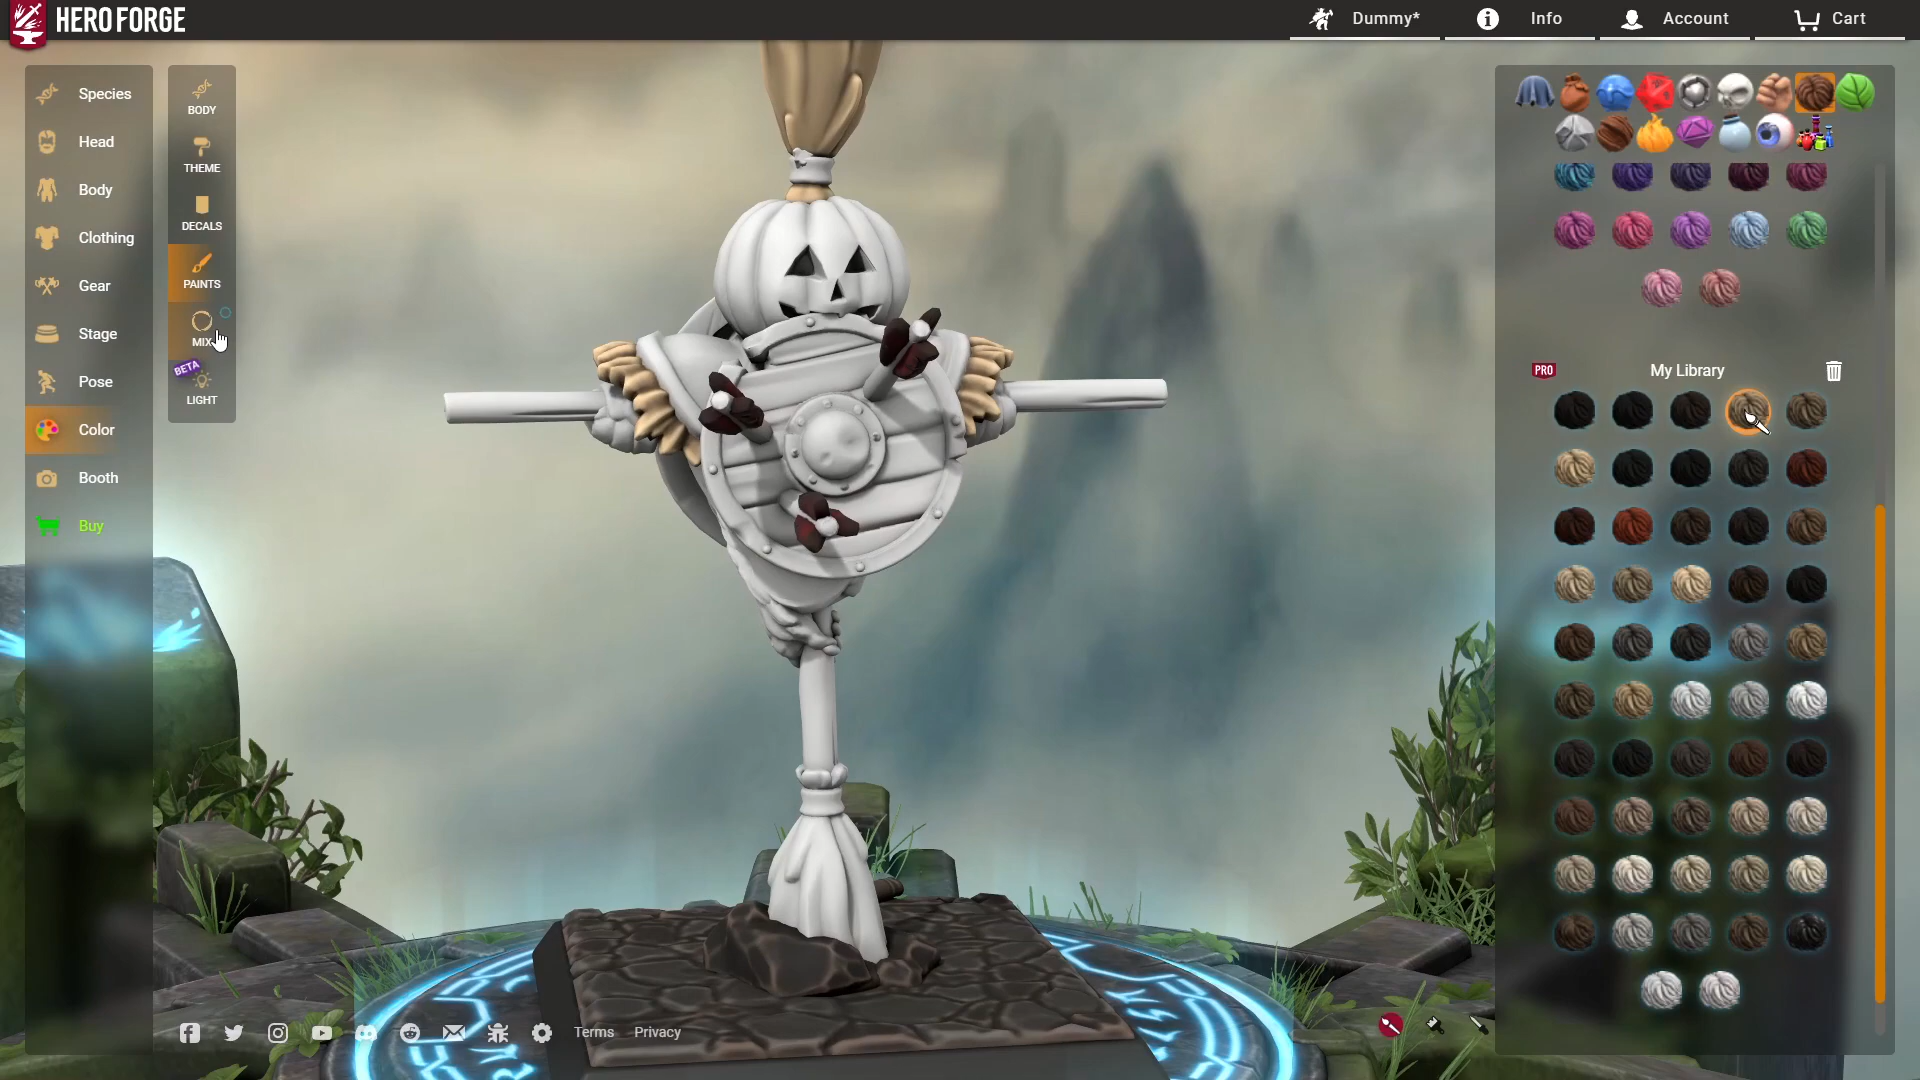 HERO FORGE
Dummy*
Info
Account
Cart
Species
Head
Body
Clothing
Gear
Stage
Pose
Color
Booth
Buy
BODY
THEME
DECALS
PAINTS
MIX
BETA
LIGHT
PRO
My Library
Terms
Privacy